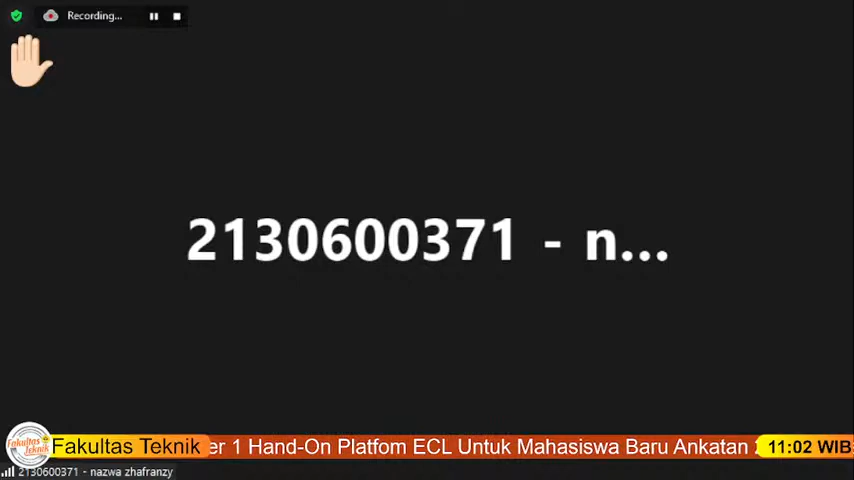 Recording...
2130600371 - n...
Fakultas Teknik
Fakultas Teknik er 1 Hand-On Platfom ECL Untuk Mahasiswa Baru Ankatan 11:02 WIB
2130600371 - nazwa zhafranzy